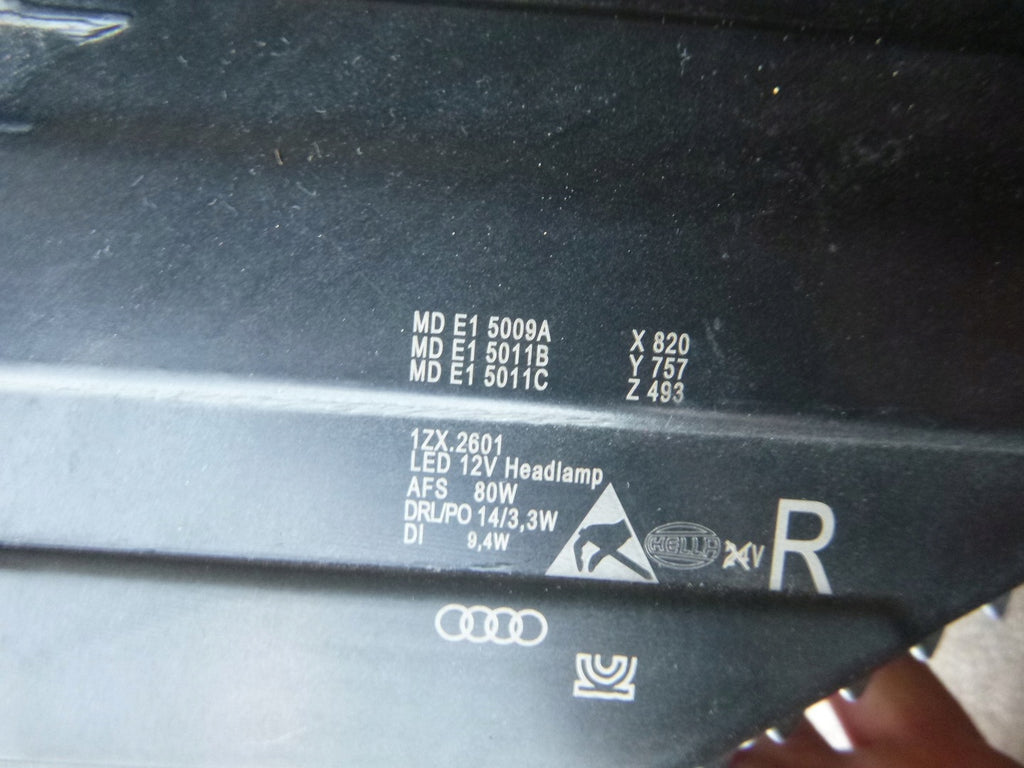 MD E1 5009A
MD E1 5011B
MD E1 5011C
X 820
Y 757
Z 493
1ZX.2601
LED 12V Headlamp
AFS 80W
DRL/PO 14/3,3W
DI 9,4W
HELLA
24V
R